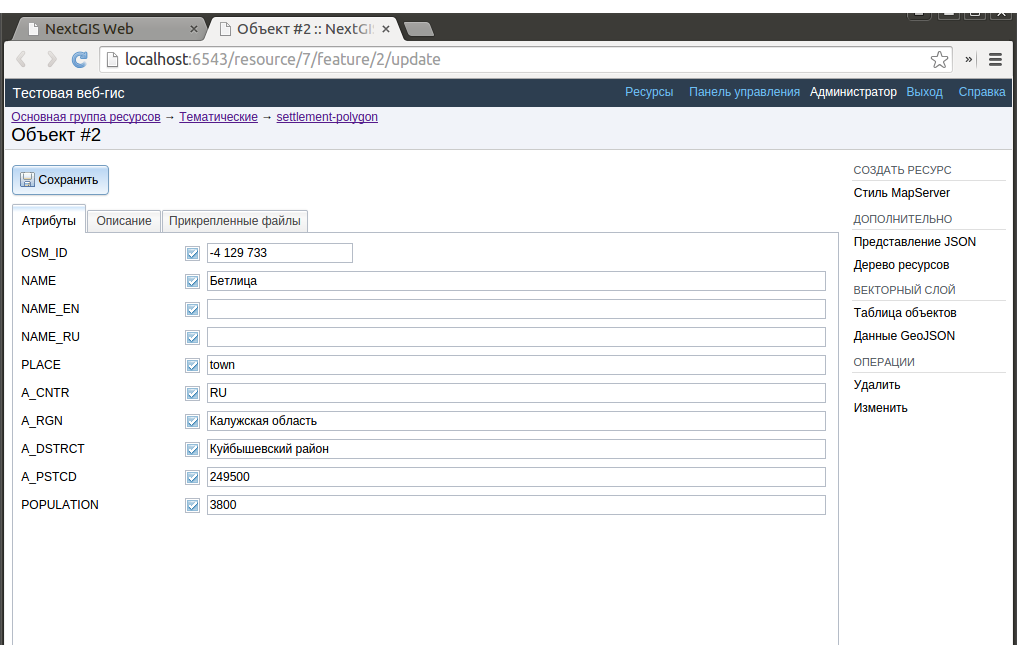 NextGIS Web × Объект #2 :: NextGI ×
localhost:6543/resource/7/feature/2/update »
Тестовая веб-гис Ресурсы Панель управления Администратор Выход Справка
Основная группа ресурсов → Тематические → settlement-polygon
Объект #2
Сохранить
Атрибуты Описание Прикрепленные файлы
OSM_ID -4 129 733
NAME Бетлица
NAME_EN
NAME_RU
PLACE town
A_CNTR RU
A_RGN Калужская область
A_DSTRCT Куйбышевский район
A_PSTCD 249500
POPULATION 3800
СОЗДАТЬ РЕСУРС
Стиль MapServer
ДОПОЛНИТЕЛЬНО
Представление JSON
Дерево ресурсов
ВЕКТОРНЫЙ СЛОЙ
Таблица объектов
Данные GeoJSON
ОПЕРАЦИИ
Удалить
Изменить